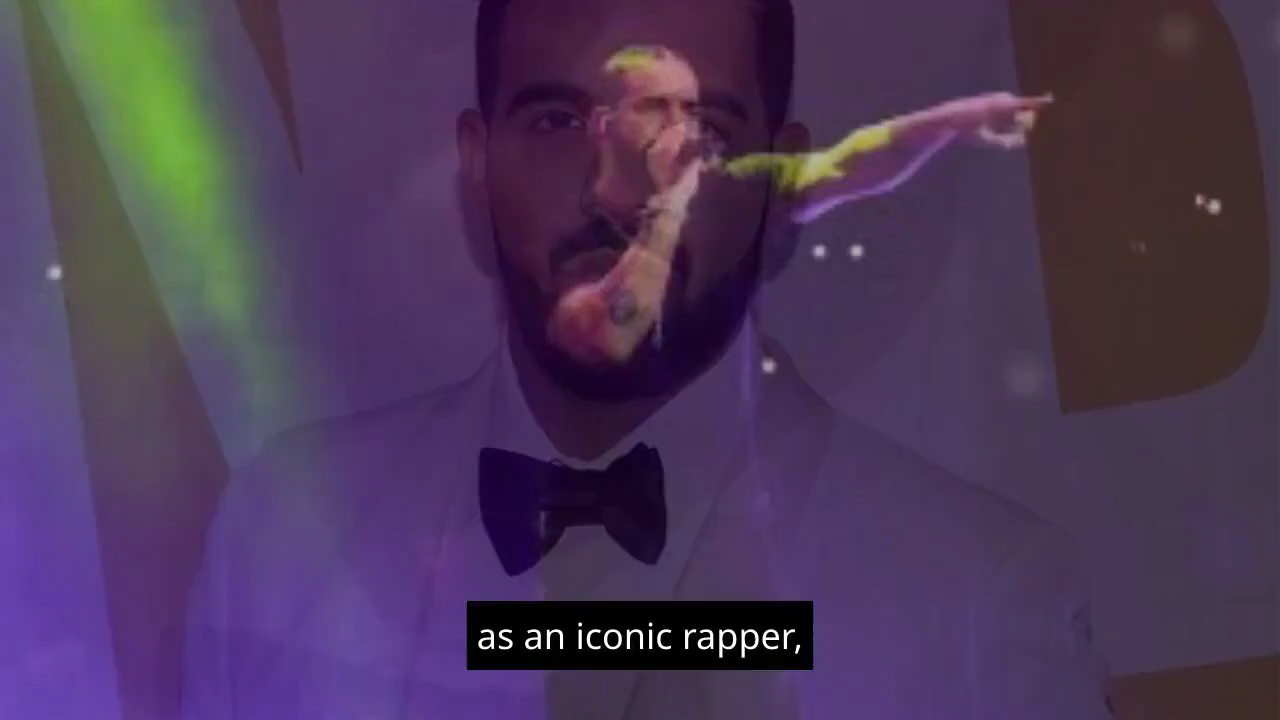 as an iconic rapper,